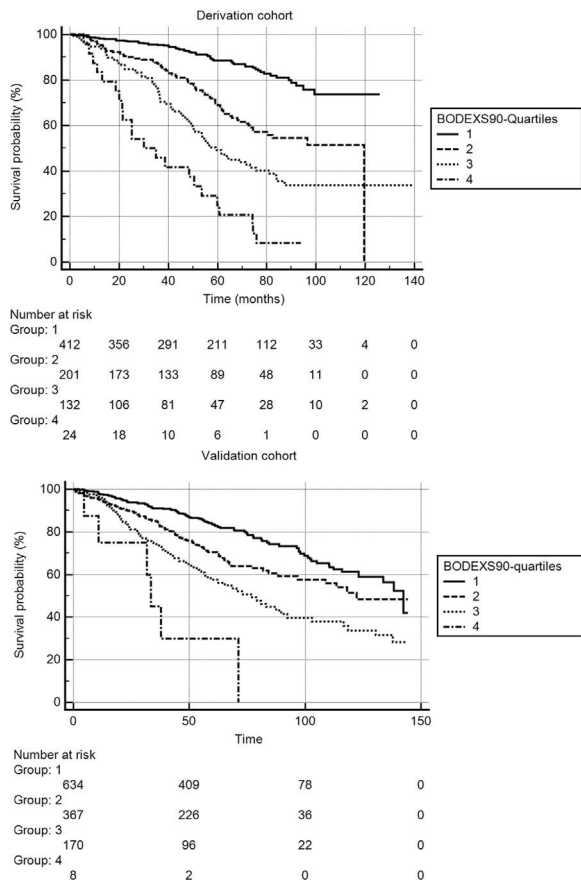 Derivation cohort
Survival probability (%)
100
80
60
40
20
0
0 20 40 60 80 100 120 140
Time (months)
BODEXS90-Quartiles
1
2
3
4
Number at risk
Group: 1
412 356 291 211 112 33 4 0
Group: 2
201 173 133 89 48 11 0 0
Group: 3
132 106 81 47 28 10 2 0
Group: 4
24 18 10 6 1 0 0 0
Validation cohort
Survival probability (%)
100
80
60
40
20
0
0 50 100 150
Time
BODEXS90-quartiles
1
2
3
4
Number at risk
Group: 1
634 409 78 0
Group: 2
367 226 36 0
Group: 3
170 96 22 0
Group: 4
8 2 0 0